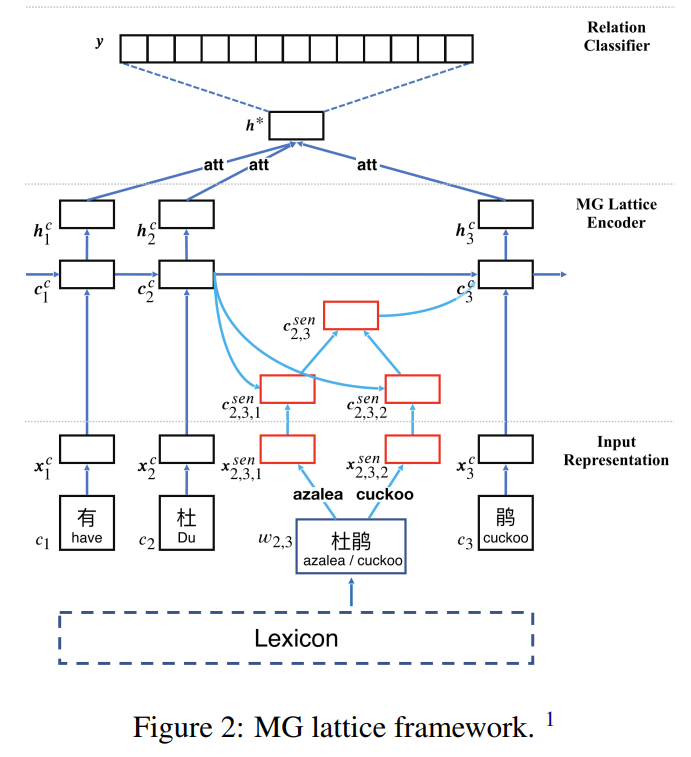 y
Relation
Classifier
h*
att att att
MG Lattice
Encoder
h_1^c h_2^c h_3^c
c_1^c c_2^c c_3^c
c_{2,3}^{sen}
c_{2,3,1}^{sen} c_{2,3,2}^{sen}
Input
Representation
x_1^c x_2^c x_{2,3,1}^{sen} x_{2,3,2}^{sen} x_3^c
azalea cuckoo
c_1 有 c_2 杜 w_{2,3} 杜鹃 c_3 鹃
have Du azalea / cuckoo cuckoo
Lexicon
Figure 2: MG lattice framework. 1